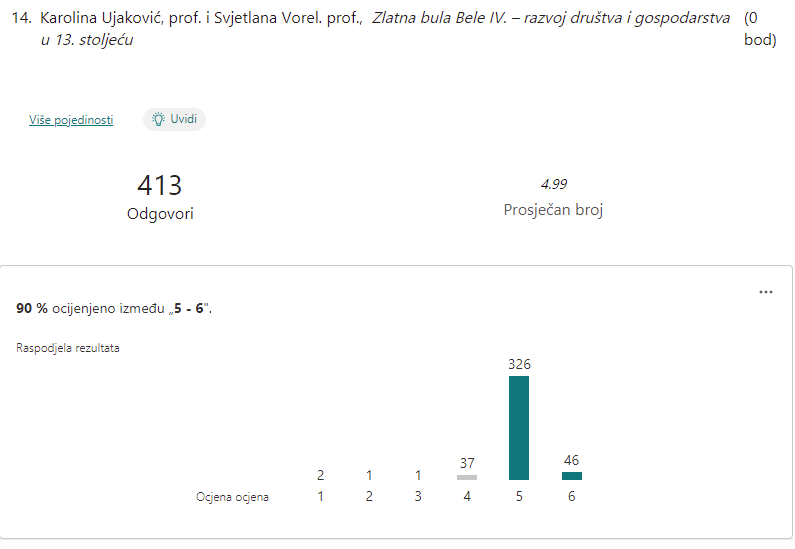 14. Karolina Ujaković, prof. i Svjetlana Vorel. prof., Zlatna bula Bele IV. – razvoj društva i gospodarstva (0
u 13. stoljeću bod)
Više pojedinosti Uvidi
413 4.99
Odgovori Prosječan broj
...
90 % ocijenjeno između „5 - 6".
Raspodjela rezultata
326
37 46
2 1 1
Ocjena ocjena 1 2 3 4 5 6